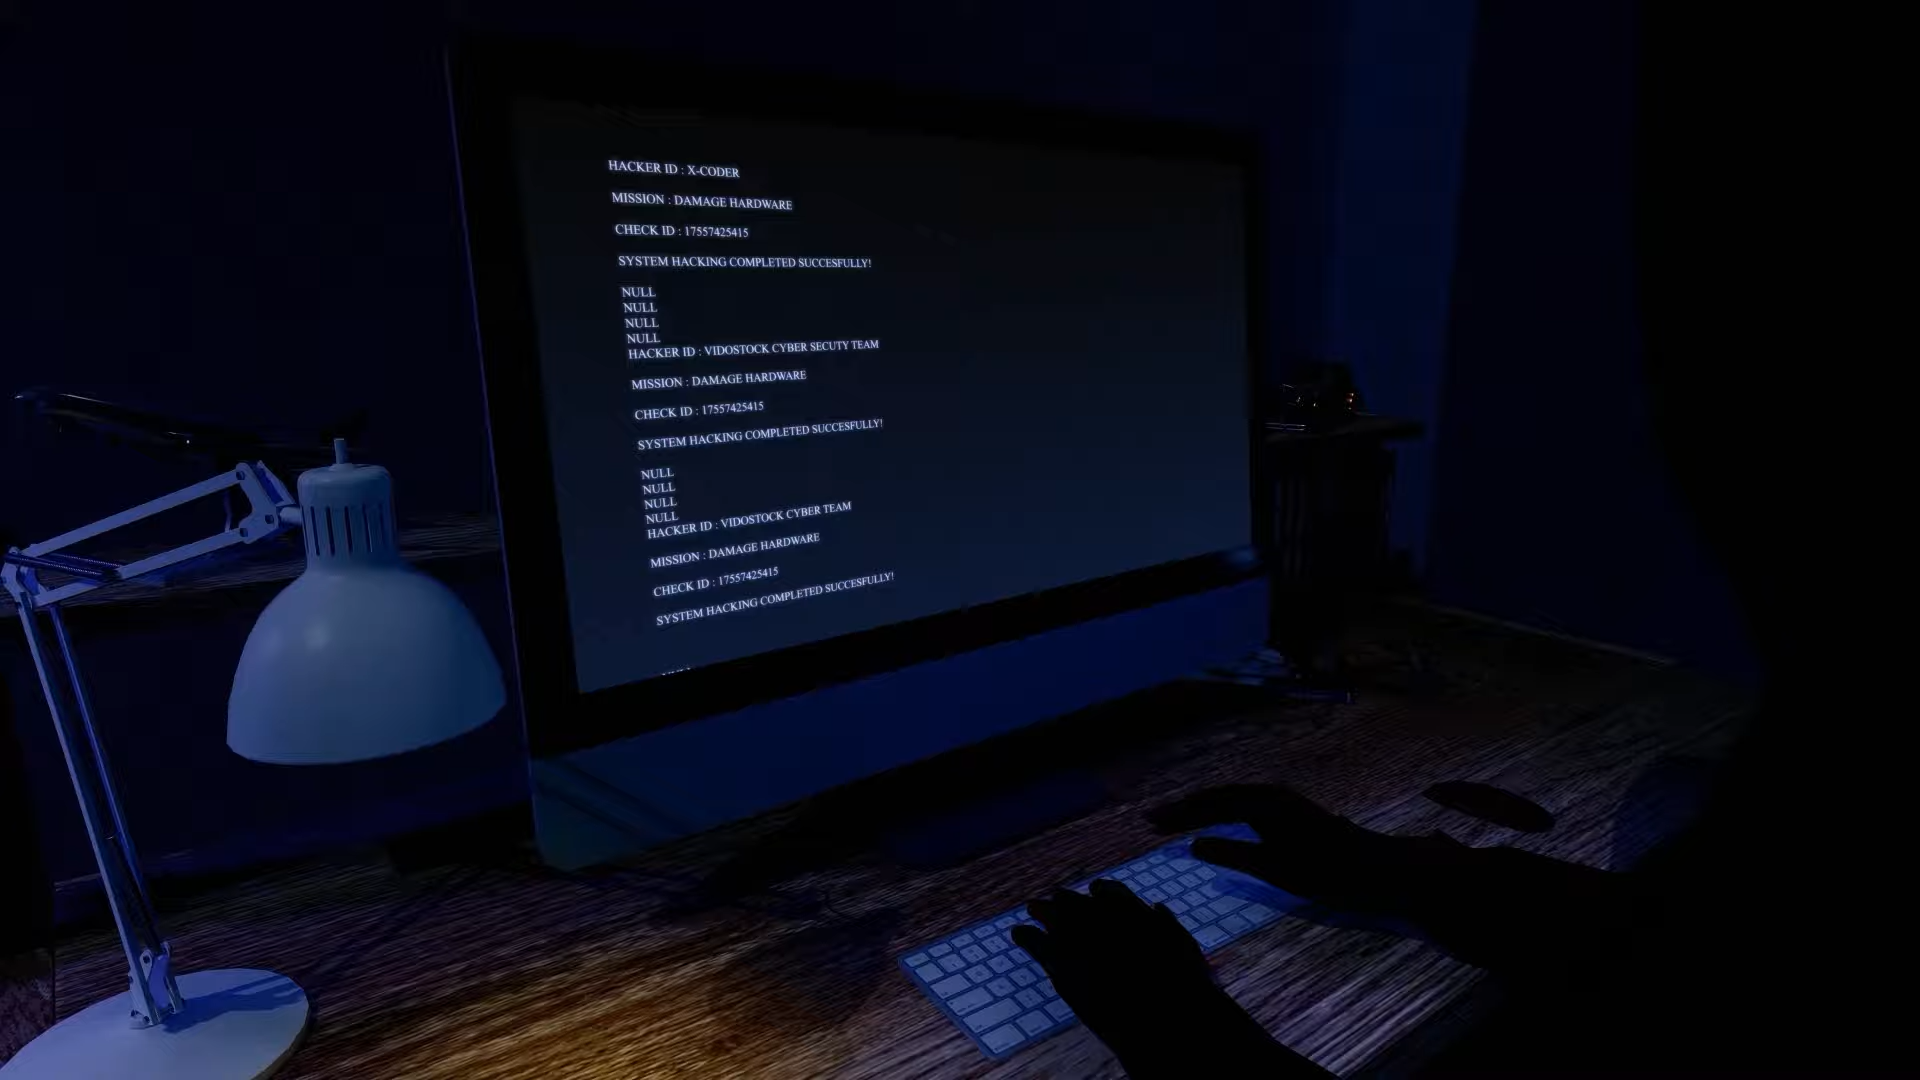 HACKER ID : X-CODER
MISSION : DAMAGE HARDWARE
CHECK ID : 17557425415
SYSTEM HACKING COMPLETED SUCCESFULLY!
NULL
NULL
NULL
NULL
HACKER ID : VIDOSTOCK CYBER SECUTY TEAM
MISSION : DAMAGE HARDWARE
CHECK ID : 17557425415
SYSTEM HACKING COMPLETED SUCCESFULLY!
NULL
NULL
NULL
NULL
HACKER ID : VIDOSTOCK CYBER TEAM
MISSION : DAMAGE HARDWARE
CHECK ID : 17557425415
SYSTEM HACKING COMPLETED SUCCESFULLY!